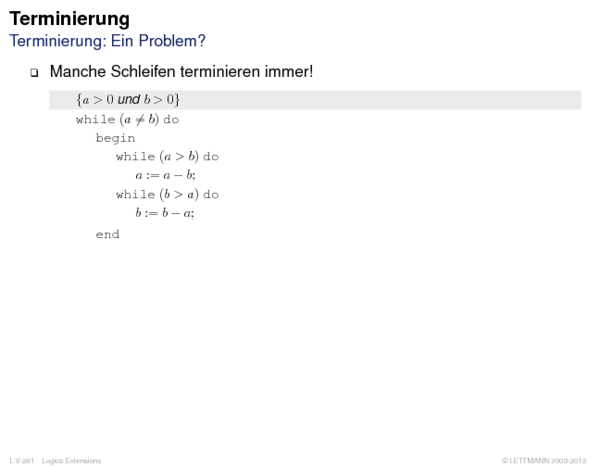 Terminierung
Terminierung: Ein Problem?
❏ Manche Schleifen terminieren immer!
{a > 0 und b > 0}
while (a ≠ b) do
begin
while (a > b) do
a := a − b;
while (b > a) do
b := b − a;
end
L:V-281 Logics Extensions © LETTMANN 2003-2013